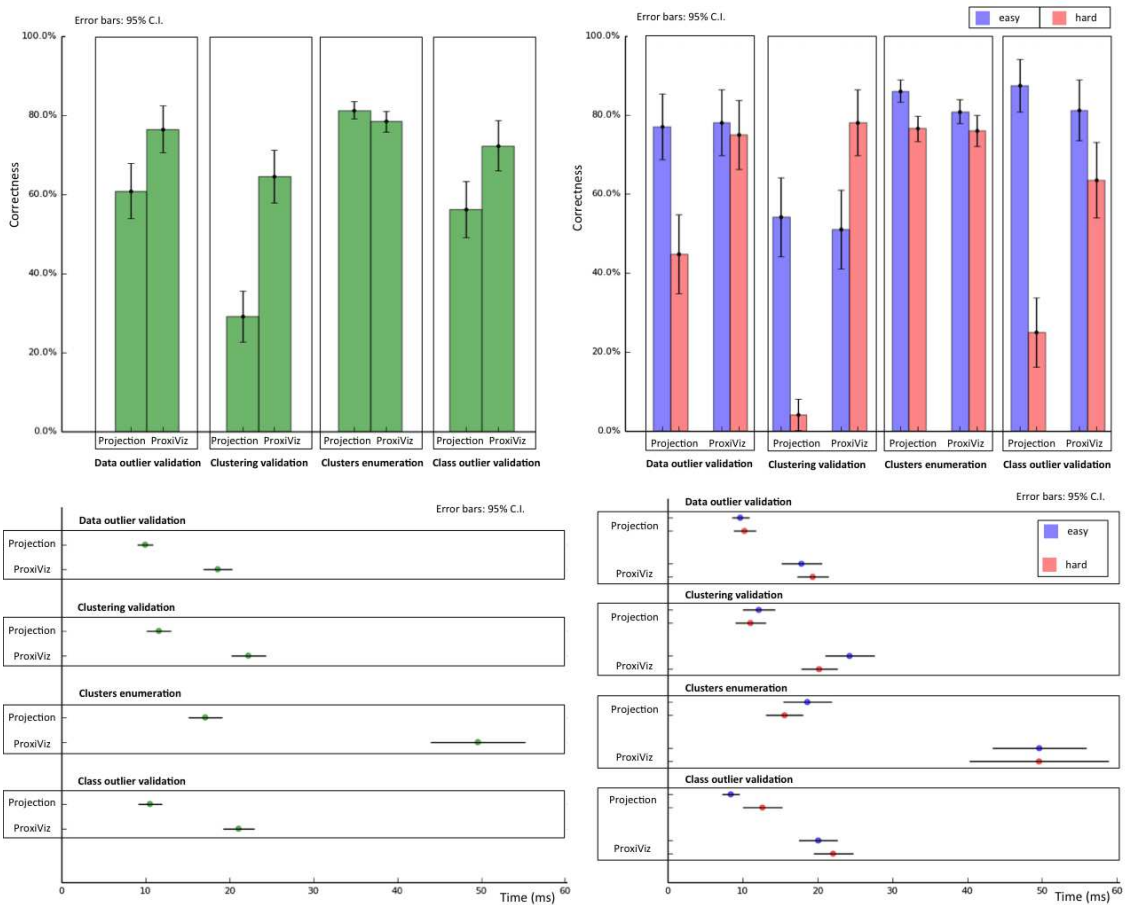 Error bars: 95% C.I.
100.0%
80.0%
60.0%
40.0%
20.0%
0.0%
Correctness
Projection ProxiViz Projection ProxiViz Projection ProxiViz Projection ProxiViz
Data outlier validation Clustering validation Clusters enumeration Class outlier validation
Error bars: 95% C.I.
easy hard
100.0%
80.0%
60.0%
40.0%
20.0%
0.0%
Correctness
Projection ProxiViz Projection ProxiViz Projection ProxiViz Projection ProxiViz
Data outlier validation Clustering validation Clusters enumeration Class outlier validation
Error bars: 95% C.I.
Data outlier validation
Projection
ProxiViz
Clustering validation
Projection
ProxiViz
Clusters enumeration
Projection
ProxiViz
Class outlier validation
Projection
ProxiViz
0 10 20 30 40 50 60
Time (ms)
Error bars: 95% C.I.
Data outlier validation
Projection
easy
hard
ProxiViz
Clustering validation
Projection
ProxiViz
Clusters enumeration
Projection
ProxiViz
Class outlier validation
Projection
ProxiViz
0 10 20 30 40 50 60
Time (ms)